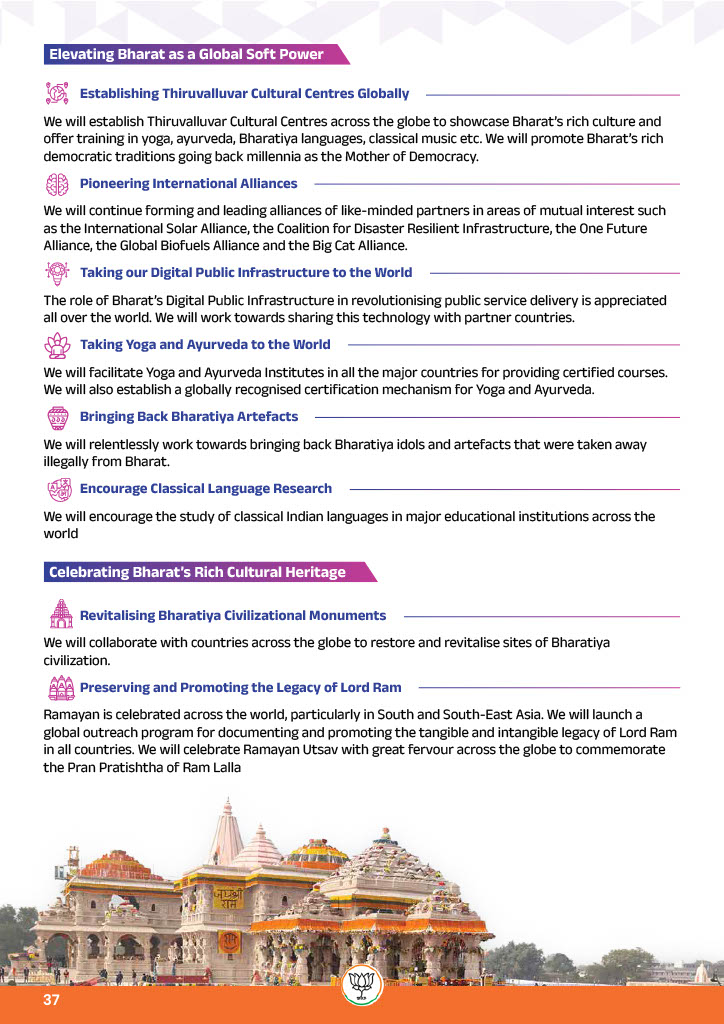 Elevating Bharat as a Global Soft Power
Establishing Thiruvalluvar Cultural Centres Globally
We will establish Thiruvalluvar Cultural Centres across the globe to showcase Bharat's rich culture and
offer training in yoga, ayurveda, Bharatiya languages, classical music etc. We will promote Bharat's rich
democratic traditions going back millennia as the Mother of Democracy.
Pioneering International Alliances
We will continue forming and leading alliances of like-minded partners in areas of mutual interest such
as the International Solar Alliance, the Coalition for Disaster Resilient Infrastructure, the One Future
Alliance, the Global Biofuels Alliance and the Big Cat Alliance.
Taking our Digital Public Infrastructure to the World
The role of Bharat's Digital Public Infrastructure in revolutionising public service delivery is appreciated
all over the world. We will work towards sharing this technology with partner countries.
Taking Yoga and Ayurveda to the World
We will facilitate Yoga and Ayurveda Institutes in all the major countries for providing certified courses.
We will also establish a globally recognised certification mechanism for Yoga and Ayurveda.
Bringing Back Bharatiya Artefacts
We will relentlessly work towards bringing back Bharatiya idols and artefacts that were taken away
illegally from Bharat.
Encourage Classical Language Research
We will encourage the study of classical Indian languages in major educational institutions across the
world
Celebrating Bharat's Rich Cultural Heritage
Revitalising Bharatiya Civilizational Monuments
We will collaborate with countries across the globe to restore and revitalise sites of Bharatiya
civilization.
Preserving and Promoting the Legacy of Lord Ram
Ramayan is celebrated across the world, particularly in South and South-East Asia. We will launch a
global outreach program for documenting and promoting the tangible and intangible legacy of Lord Ram
in all countries. We will celebrate Ramayan Utsav with great fervour across the globe to commemorate
the Pran Pratishtha of Ram Lalla
जय श्री
राम
राम
37